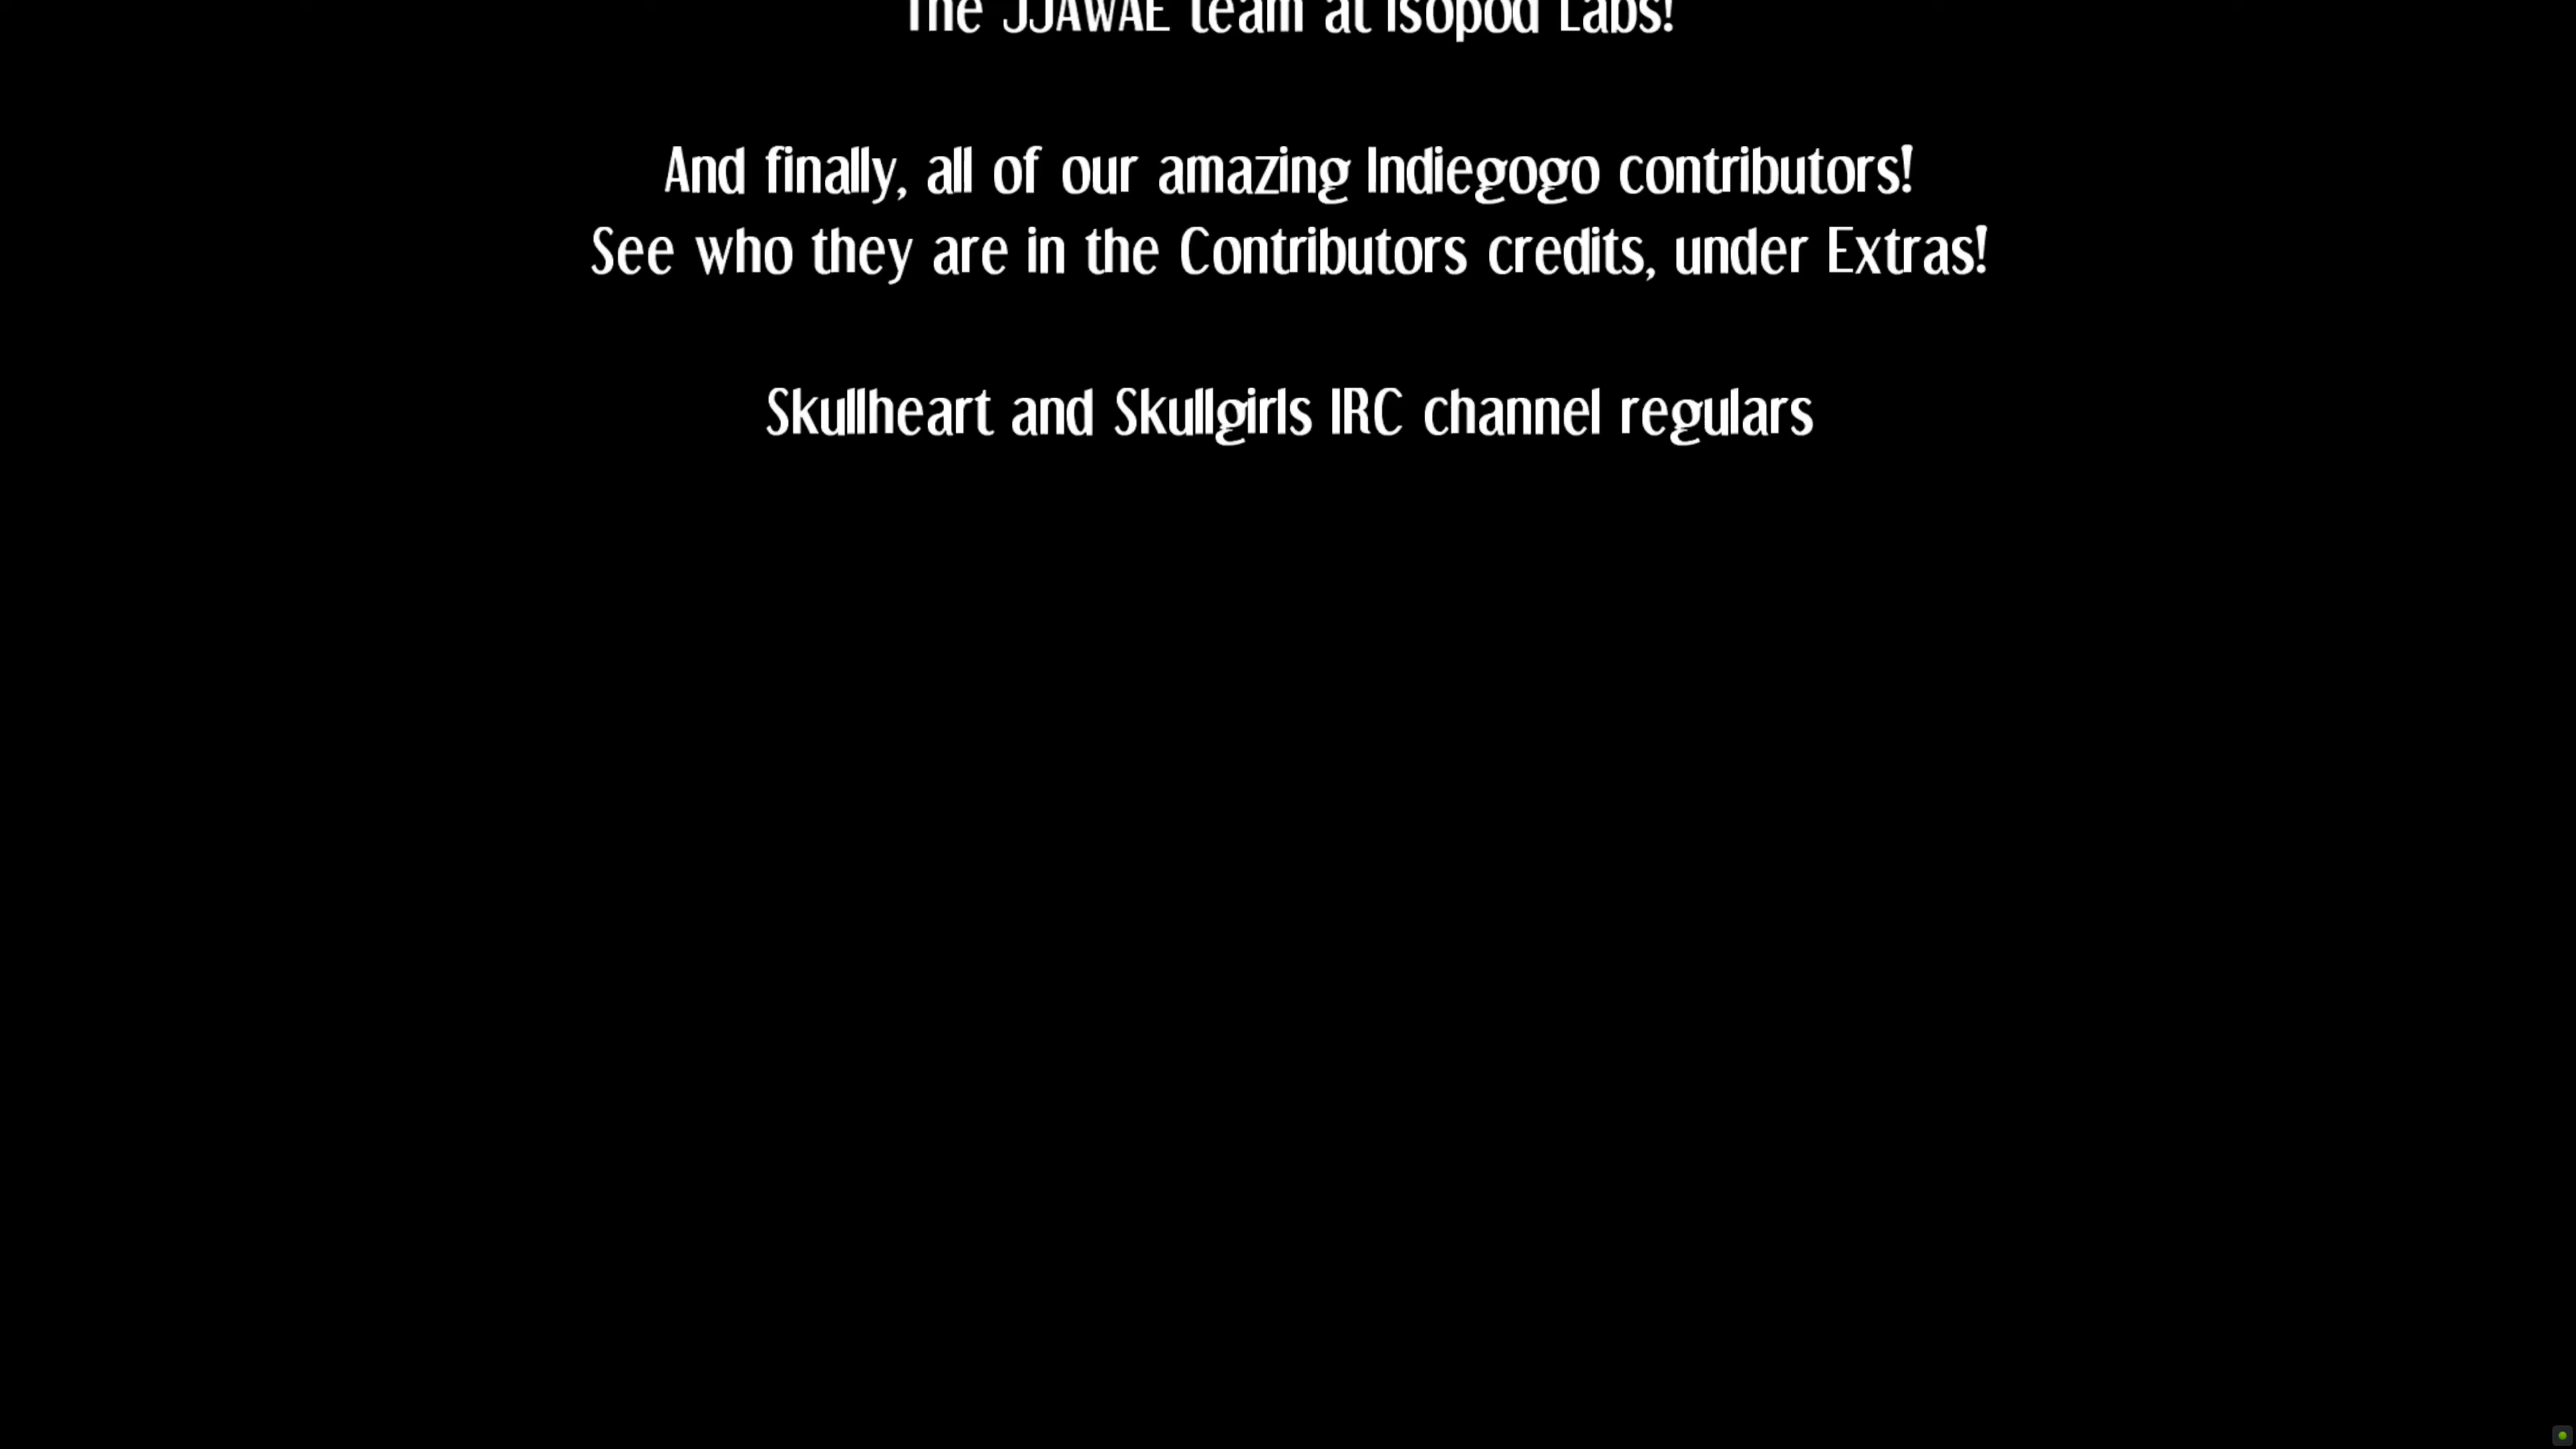 The JJAWAE team at Isopod Labs!
And finally, all of our amazing Indiegogo contributors!
See who they are in the Contributors credits, under Extras!
Skullheart and Skullgirls IRC channel regulars